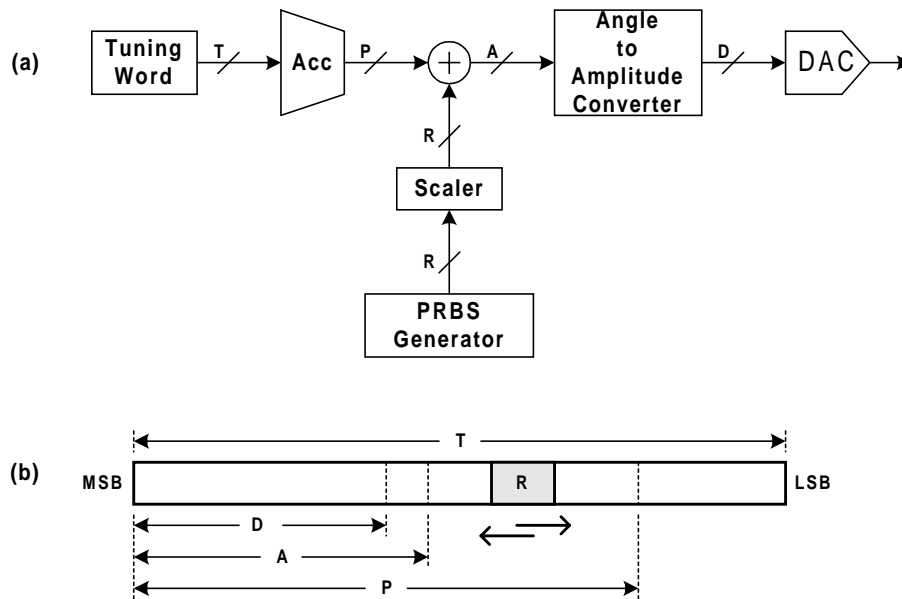 (a)
Tuning
Word
T
Acc
P
A
Angle
to
Amplitude
Converter
D
DAC
R
Scaler
R
PRBS
Generator
(b)
T
MSB
R
LSB
D
A
P